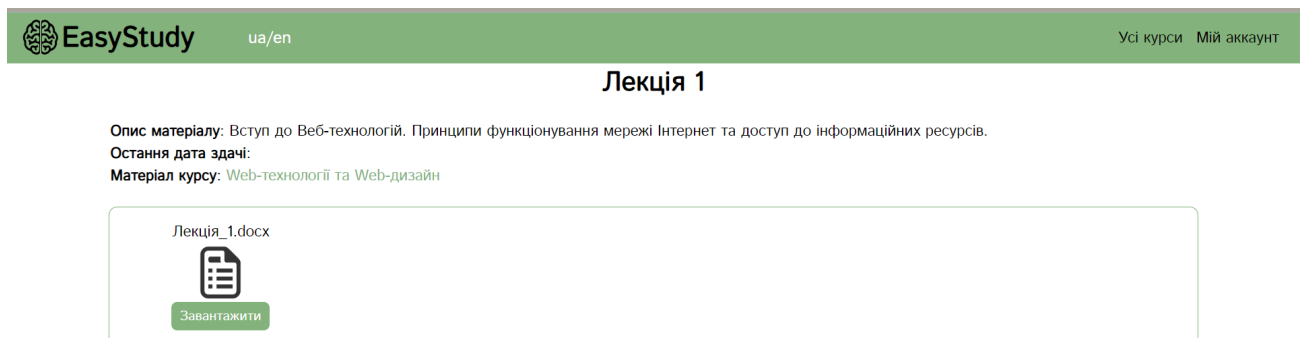 EasyStudy ua/en Усі курси Мій аккаунт
Лекція 1
Опис матеріалу: Вступ до Веб-технологій. Принципи функціонування мережі Інтернет та доступ до інформаційних ресурсів.
Остання дата здачі:
Матеріал курсу: Web-технології та Web-дизайн
Лекція_1.docx
Завантажити